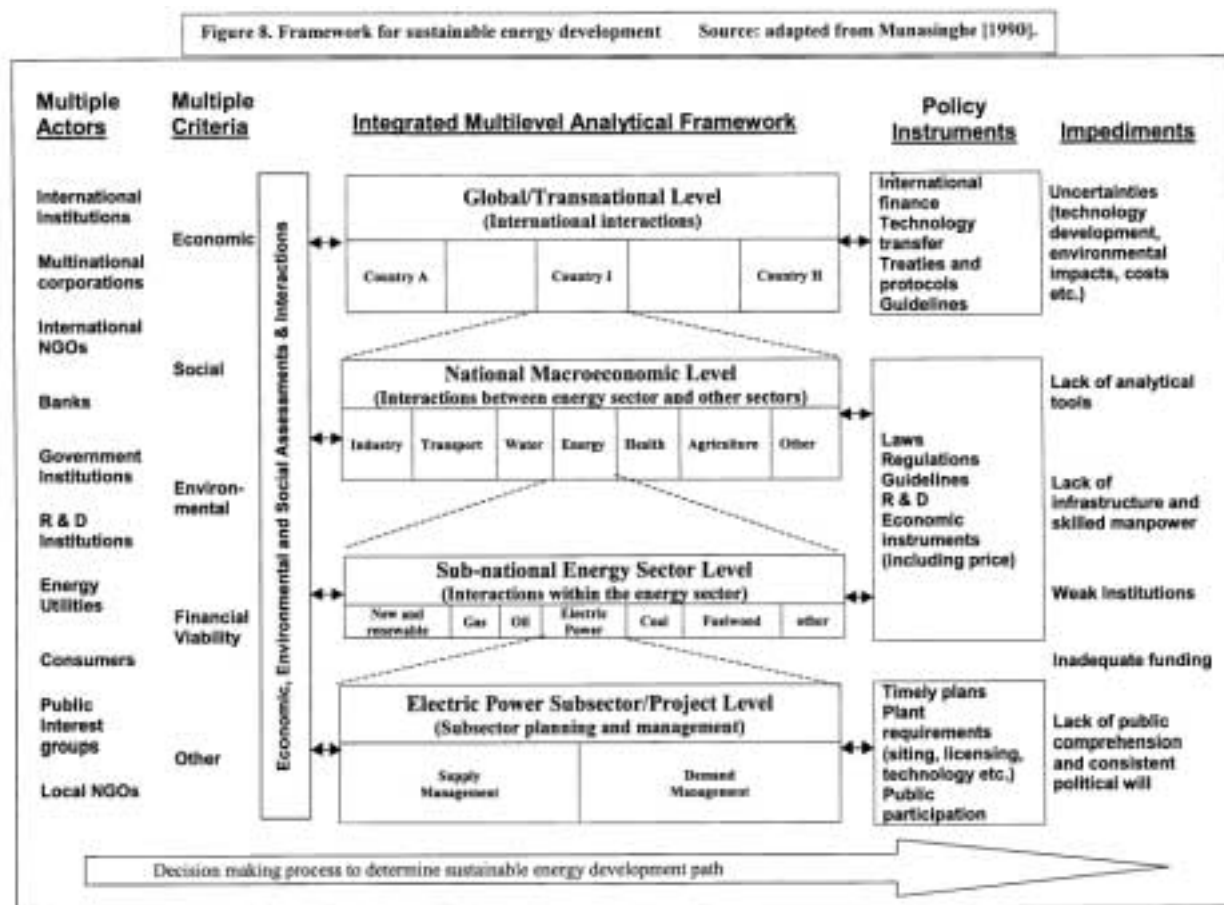 Figure 8. Framework for sustainable energy development Source: adapted from Munasinghe [1990].
Multiple
Actors
International
Institutions
Multinational
corporations
International
NGOs
Banks
Government
Institutions
R & D
Institutions
Energy
Utilities
Consumers
Public
Interest
groups
Local NGOs
Multiple
Criteria
Economic
Social
Environ-
mental
Financial
Viability
Other
Economic, Environmental and Social Assessments & Interactions
Integrated Multilevel Analytical Framework
Global/Transnational Level
(International interactions)
Country A
Country I
Country H
National Macroeconomic Level
(Interactions between energy sector and other sectors)
Industry
Transport
Water
Energy
Health
Agriculture
Other
Sub-national Energy Sector Level
(Interactions within the energy sector)
New and
renewable
Gas
Oil
Electric
Power
Coal
Fuelwood
other
Electric Power Subsector/Project Level
(Subsector planning and management)
Supply
Management
Demand
Management
Policy
Instruments
International
finance
Technology
transfer
Treaties and
protocols
Guidelines
Laws
Regulations
Guidelines
R & D
Economic
instruments
(including price)
Timely plans
Plant
requirements
(siting, licensing,
technology etc.)
Public
participation
Impediments
Uncertainties
(technology
development,
environmental
impacts, costs
etc.)
Lack of analytical
tools
Lack of
infrastructure and
skilled manpower
Weak Institutions
Inadequate funding
Lack of public
comprehension
and consistent
political will
Decision making process to determine sustainable energy development path